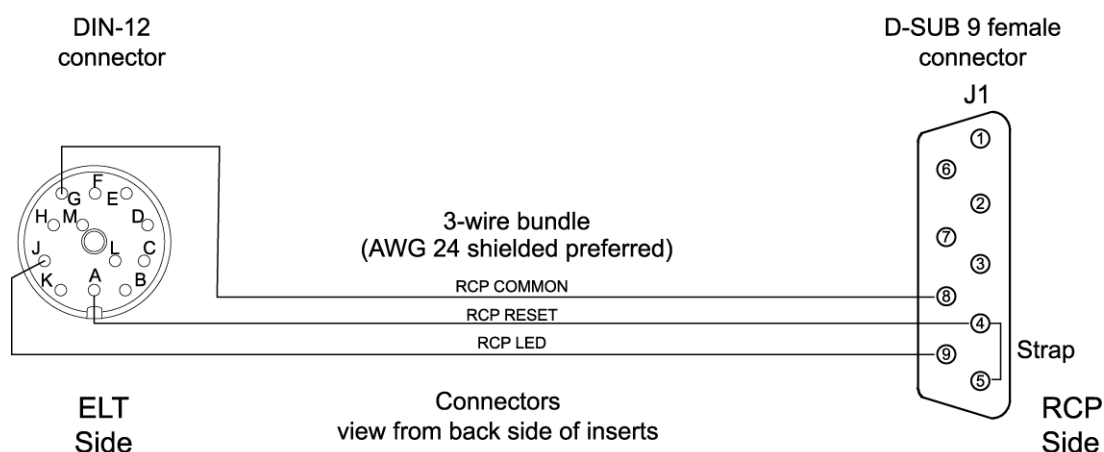 DIN-12
connector
D-SUB 9 female
connector
J1
F
G
E
H
M
D
J
L
C
K
A
B
3-wire bundle
(AWG 24 shielded preferred)
RCP COMMON
RCP RESET
RCP LED
1
6
2
7
3
8
4
9
5
Strap
ELT
Side
Connectors
view from back side of inserts
RCP
Side